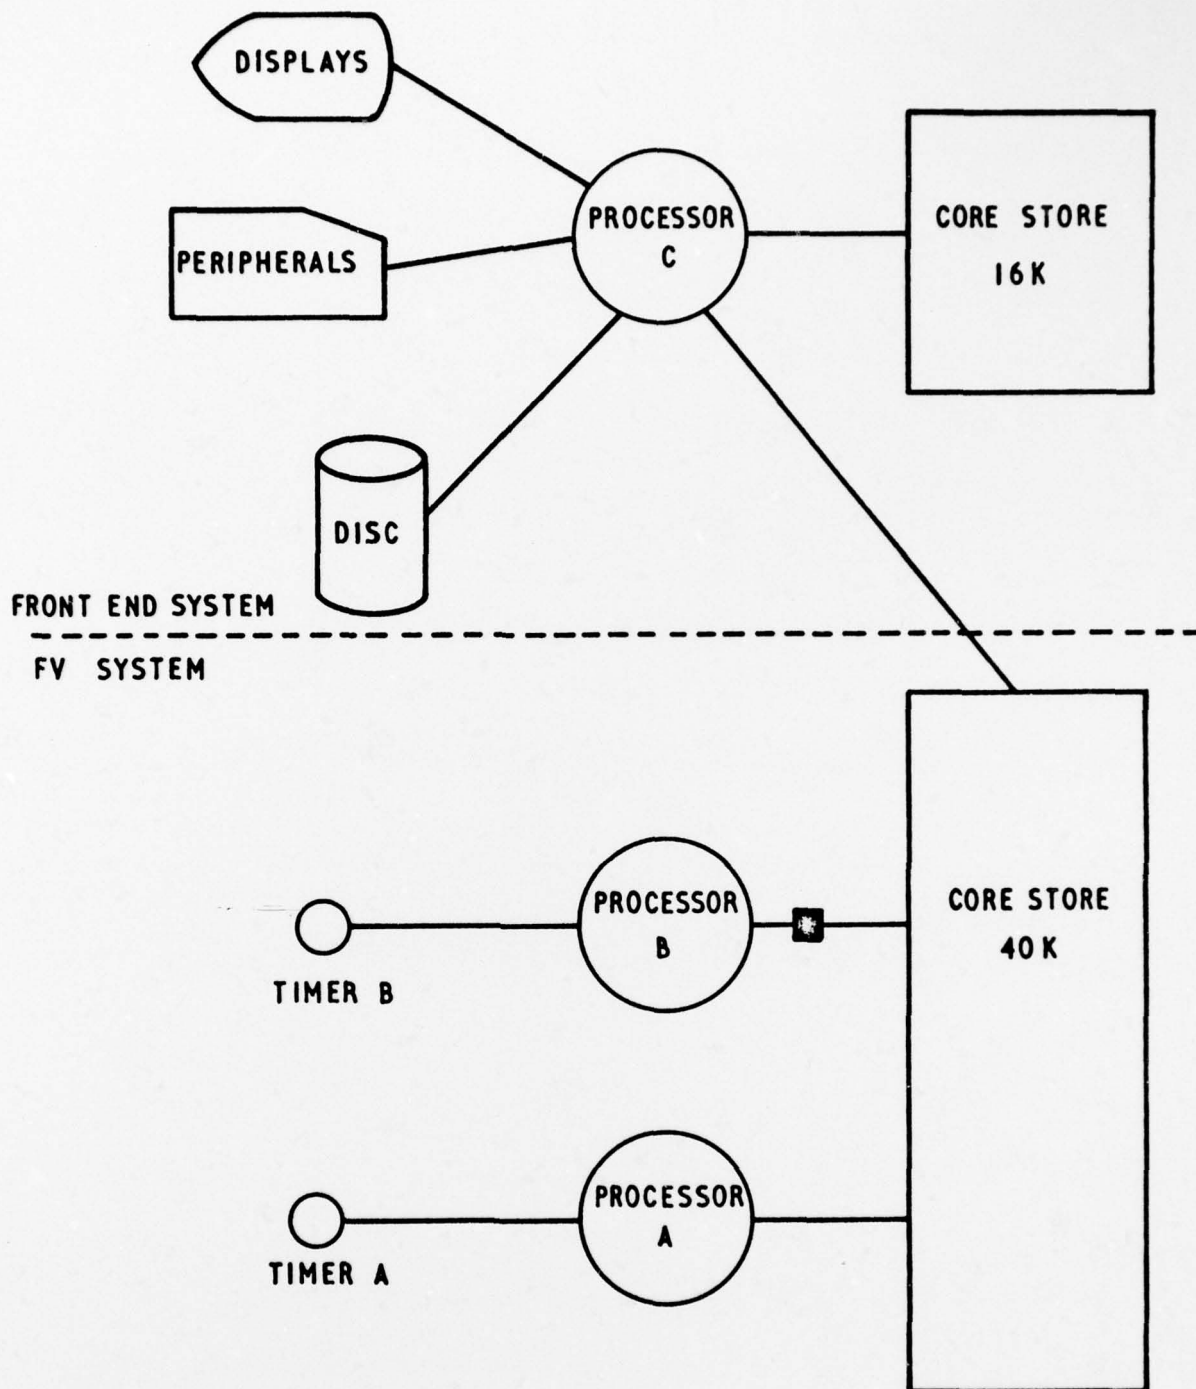 DISPLAYS
PROCESSOR
C
CORE STORE
16K
PERIPHERALS
DISC
FRONT END SYSTEM
FV SYSTEM
PROCESSOR
B
CORE STORE
40K
TIMER B
PROCESSOR
A
TIMER A